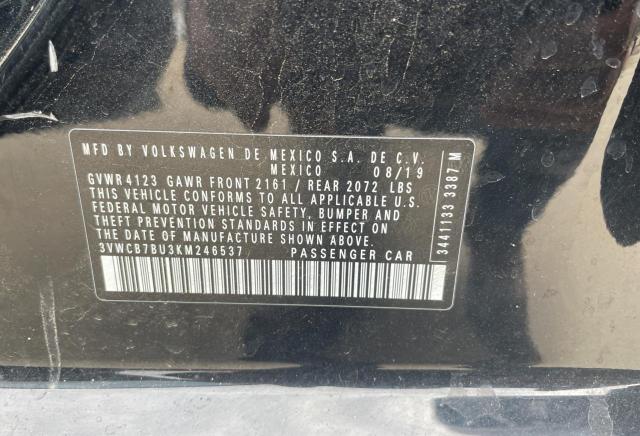 MFD BY VOLKSWAGEN DE MEXICO S.A. DE C.V.
MEXICO 08/19
GVWR 4123 GAWR FRONT 2161 / REAR 2072 LBS
THIS VEHICLE CONFORMS TO ALL APPLICABLE U.S.
FEDERAL MOTOR VEHICLE SAFETY, BUMPER AND
THEFT PREVENTION STANDARDS IN EFFECT ON
THE DATE OF MANUFACTURE SHOWN ABOVE.
3VWCB7BU3KM246537 PASSENGER CAR
3441133 3387 M